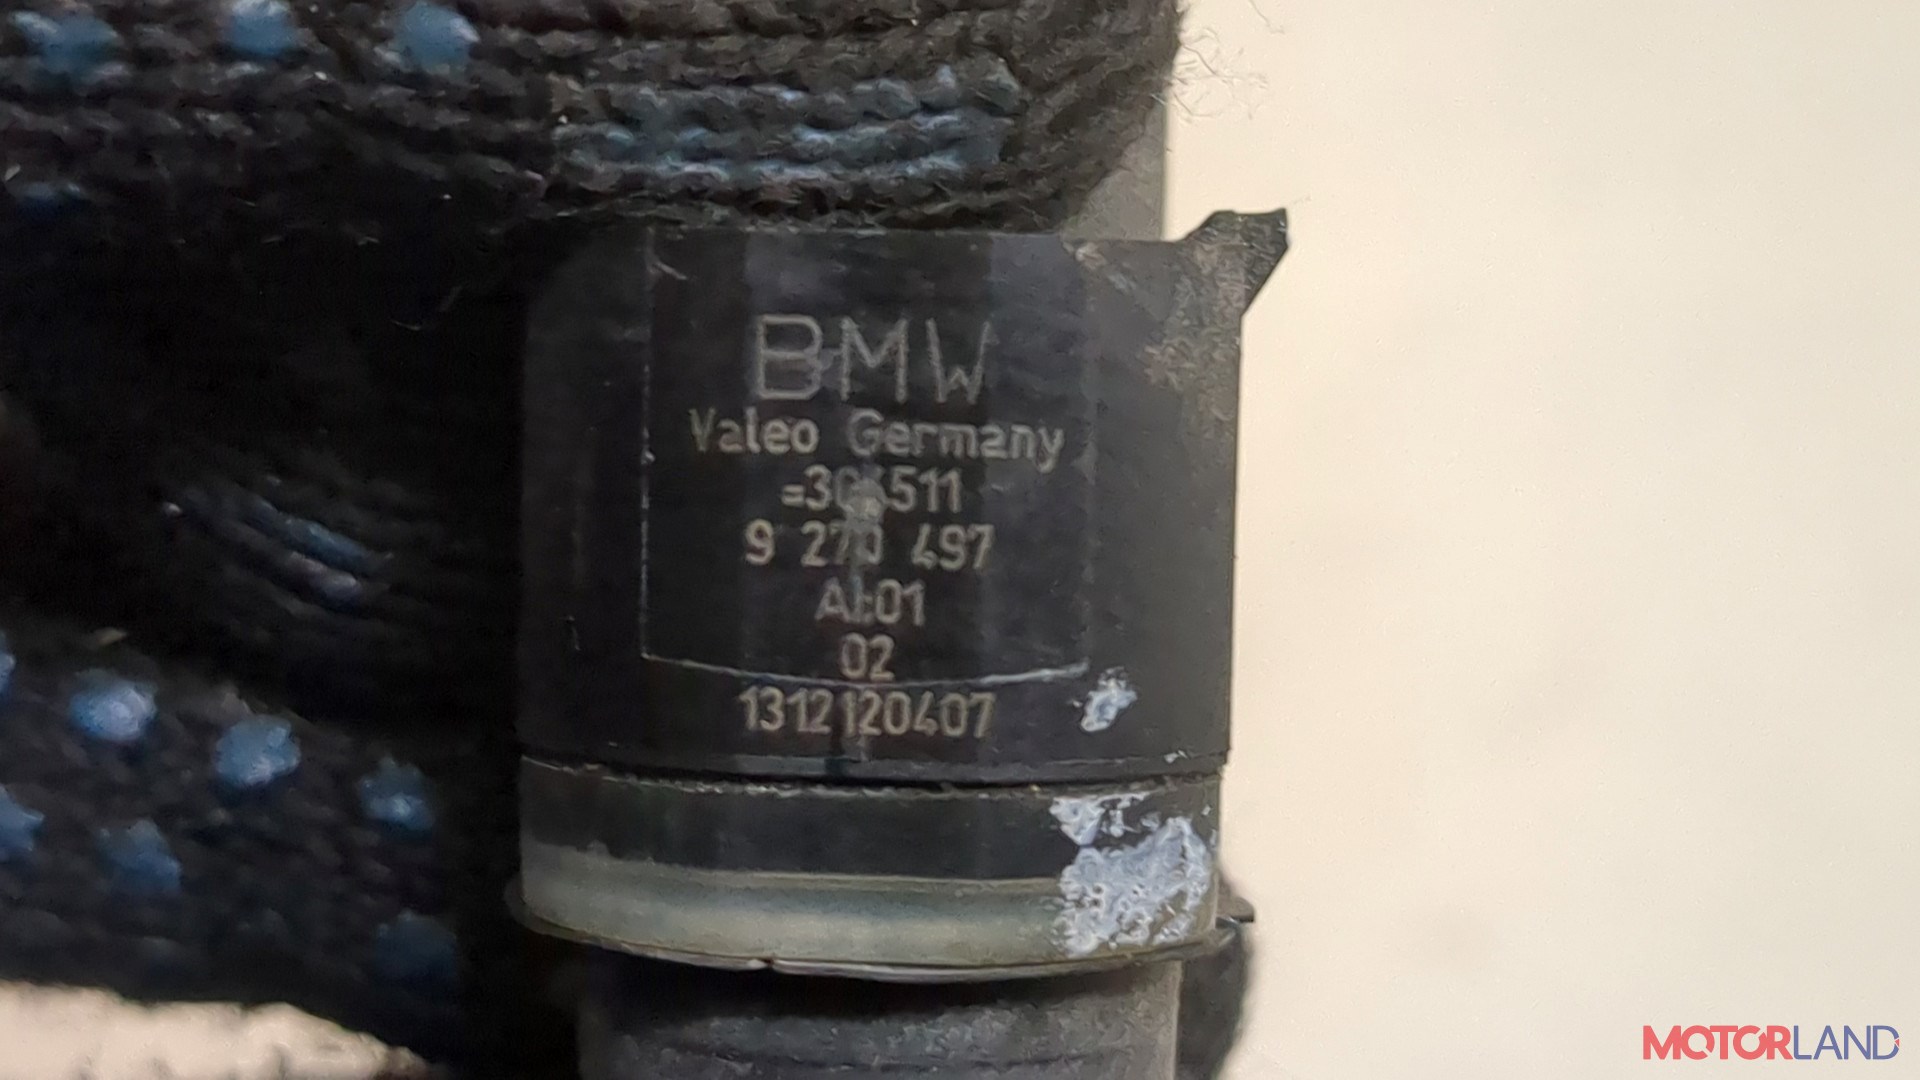 BMW
Valeo Germany
9 270 497
AI:01
02
1312120407
MOTORLAND